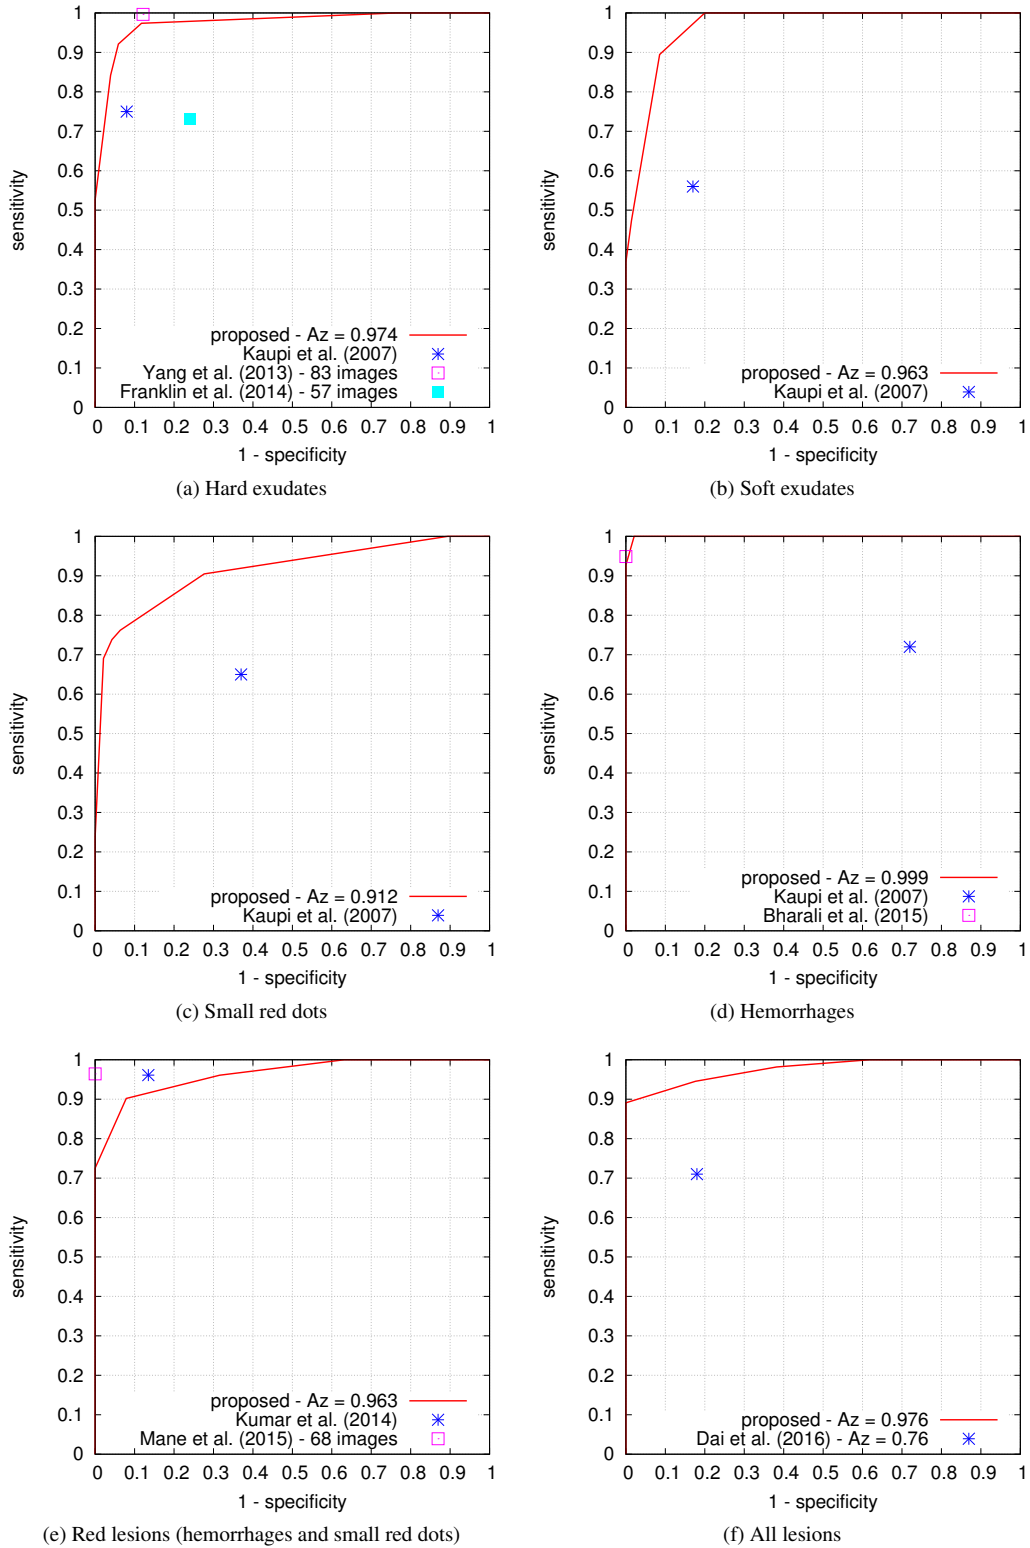 1
0.9
0.8
0.7
0.6
0.5
0.4
0.3
0.2
0.1
0
sensitivity
proposed - Az = 0.974
Kaupi et al. (2007)
Yang et al. (2013) - 83 images
Franklin et al. (2014) - 57 images
0 0.1 0.2 0.3 0.4 0.5 0.6 0.7 0.8 0.9 1
1 - specificity
(a) Hard exudates
1
0.9
0.8
0.7
0.6
0.5
0.4
0.3
0.2
0.1
0
sensitivity
proposed - Az = 0.963
Kaupi et al. (2007)
0 0.1 0.2 0.3 0.4 0.5 0.6 0.7 0.8 0.9 1
1 - specificity
(b) Soft exudates
1
0.9
0.8
0.7
0.6
0.5
0.4
0.3
0.2
0.1
0
sensitivity
proposed - Az = 0.912
Kaupi et al. (2007)
0 0.1 0.2 0.3 0.4 0.5 0.6 0.7 0.8 0.9 1
1 - specificity
(c) Small red dots
1
0.9
0.8
0.7
0.6
0.5
0.4
0.3
0.2
0.1
0
sensitivity
proposed - Az = 0.999
Kaupi et al. (2007)
Bharali et al. (2015)
0 0.1 0.2 0.3 0.4 0.5 0.6 0.7 0.8 0.9 1
1 - specificity
(d) Hemorrhages
1
0.9
0.8
0.7
0.6
0.5
0.4
0.3
0.2
0.1
0
sensitivity
proposed - Az = 0.963
Kumar et al. (2014)
Mane et al. (2015) - 68 images
0 0.1 0.2 0.3 0.4 0.5 0.6 0.7 0.8 0.9 1
1 - specificity
(e) Red lesions (hemorrhages and small red dots)
1
0.9
0.8
0.7
0.6
0.5
0.4
0.3
0.2
0.1
0
sensitivity
proposed - Az = 0.976
Dai et al. (2016) - Az = 0.76
0 0.1 0.2 0.3 0.4 0.5 0.6 0.7 0.8 0.9 1
1 - specificity
(f) All lesions